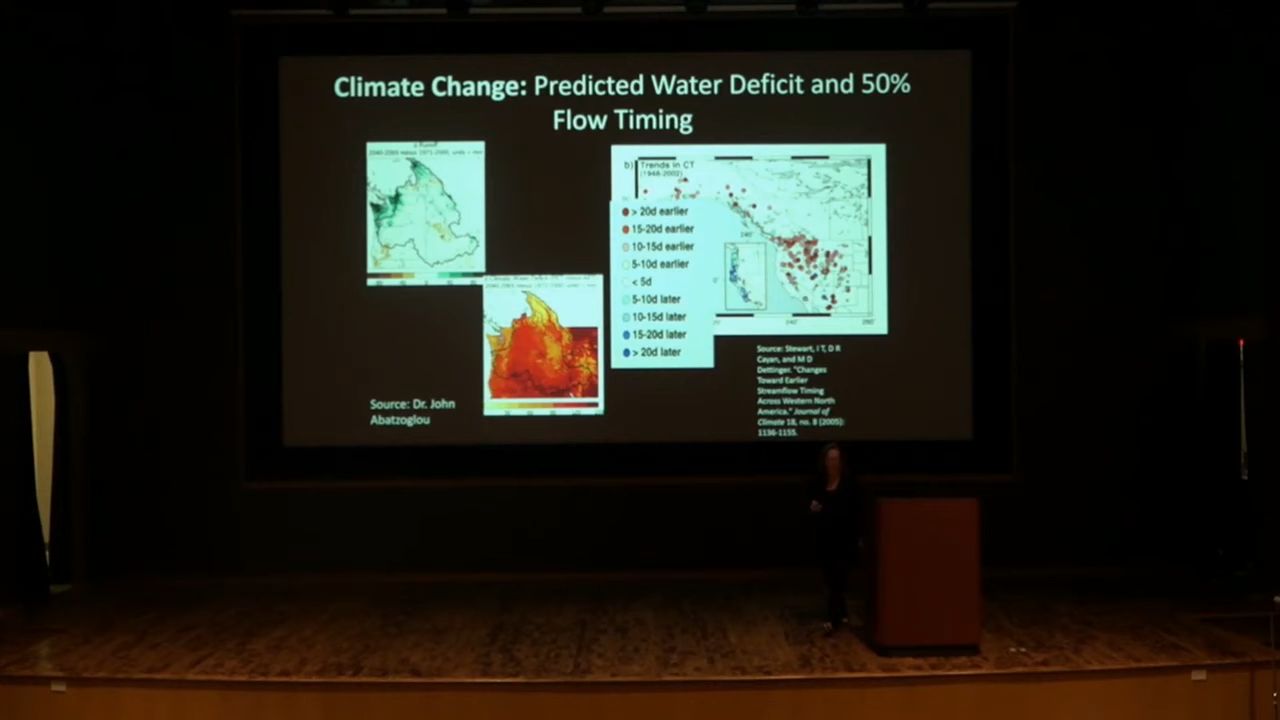 Climate Change: Predicted Water Deficit and 50%
Flow Timing
b) Trends in CT
(1948-2002)
> 20d earlier
15-20d earlier
10-15d earlier
5-10d earlier
< 5d
5-10d later
10-15d later
15-20d later
> 20d later
240°
240°
Source: Dr. John
Abatzoglou
Source: Stewart, I T, D R
Cayan, and M D
Dettinger. "Changes
Toward Earlier
Streamflow Timing
Across Western North
America." Journal of
Climate 18, no. 8 (2005):
1136-1155.